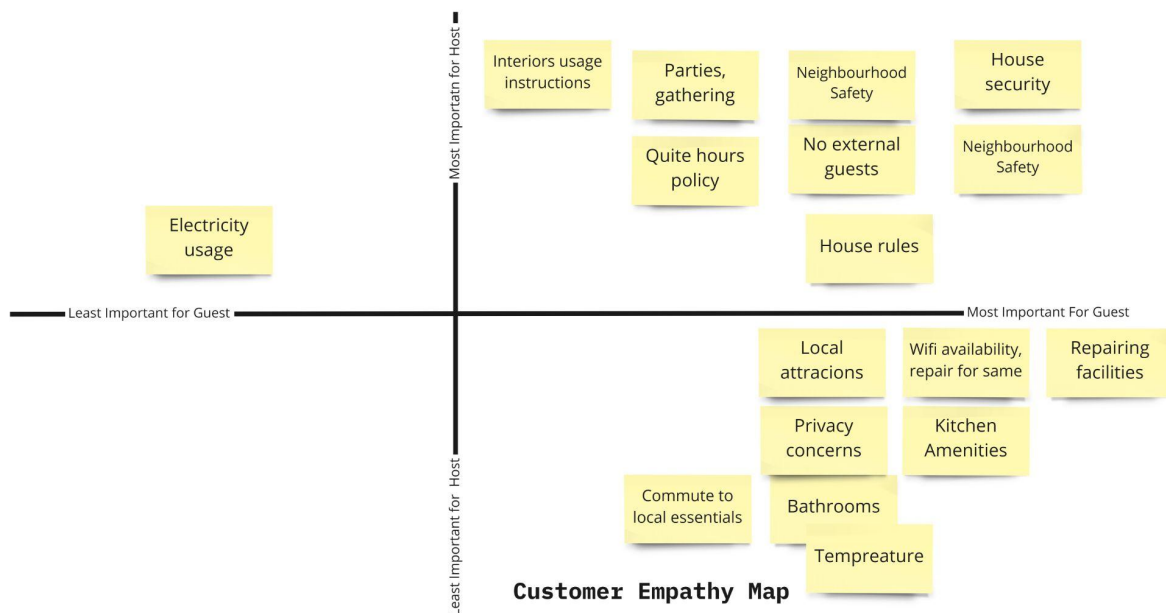 Most Importatn for Host
Interiors usage
instructions
Parties,
gathering
Neighbourhood
Safety
House
security
Quite hours
policy
No external
guests
Neighbourhood
Safety
Electricity
usage
House rules
Least Important for Guest
Most Important For Guest
Local
attracions
Wifi availability,
repair for same
Repairing
facilities
Privacy
concerns
Kitchen
Amenities
Commute to
local essentials
Bathrooms
Tempreature
Least Important for Host
Customer Empathy Map